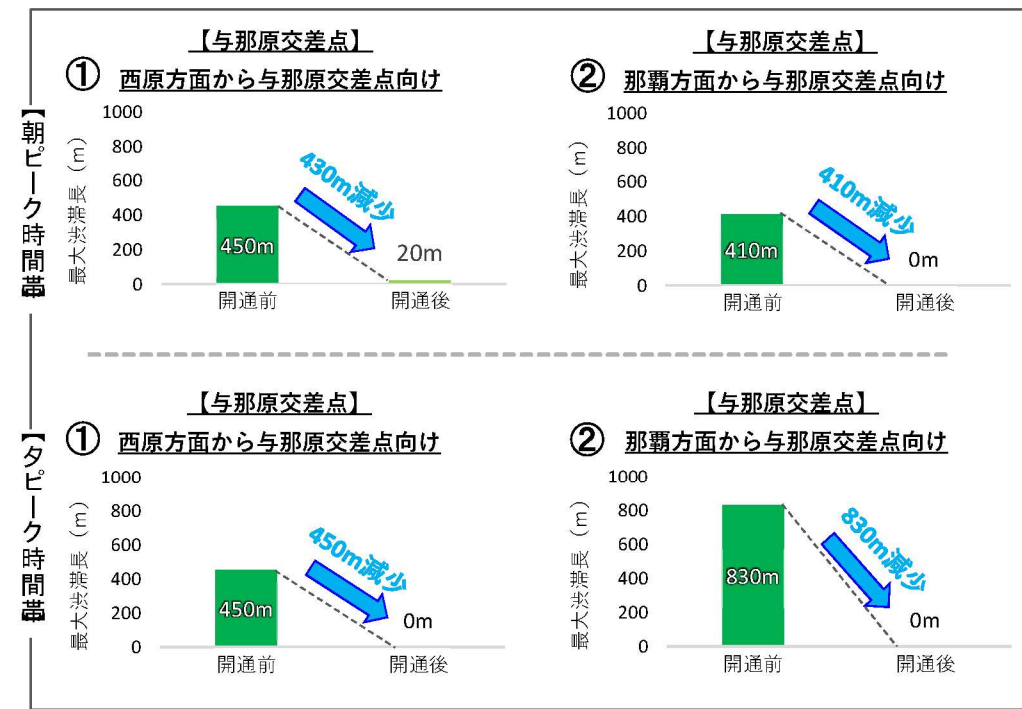 【朝ピーク時間帯】
【与那原交差点】
① 西原方面から与那原交差点向け
最大渋滞長（m）
1000
800
600
400
200
0
430m減少
450m
20m
開通前
開通後
【与那原交差点】
② 那覇方面から与那原交差点向け
最大渋滞長（m）
1000
800
600
400
200
0
410m減少
410m
0m
開通前
開通後
【夕ピーク時間帯】
【与那原交差点】
① 西原方面から与那原交差点向け
最大渋滞長（m）
1000
800
600
400
200
0
450m減少
450m
0m
開通前
開通後
【与那原交差点】
② 那覇方面から与那原交差点向け
最大渋滞長（m）
1000
800
600
400
200
0
830m減少
830m
0m
開通前
開通後